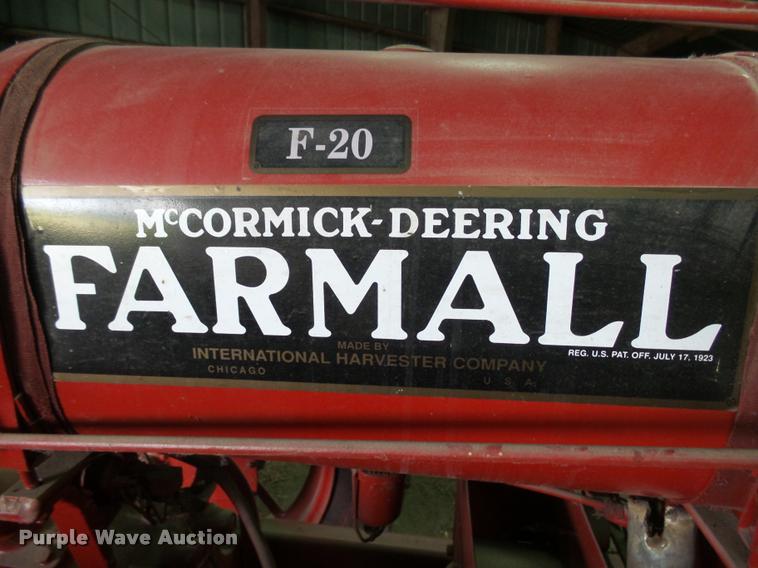 F-20
McCORMICK-DEERING
FARMALL
REG. U.S. PAT. OFF. JULY 17, 1923
MADE BY
INTERNATIONAL HARVESTER COMPANY
CHICAGO U.S.A.
Purple Wave Auction